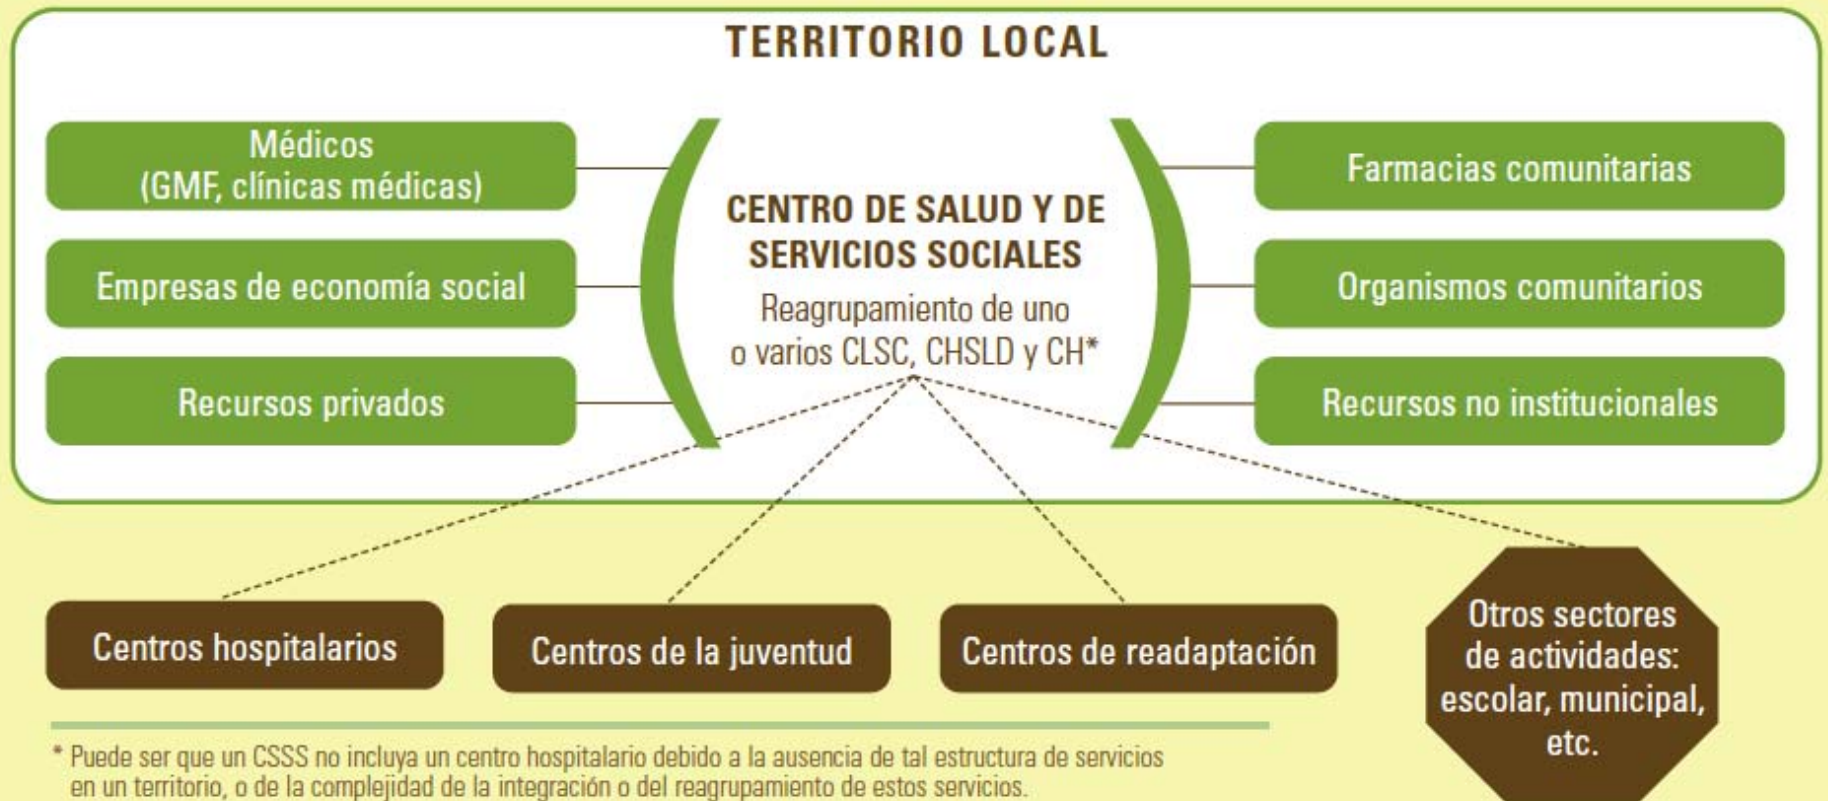 TERRITORIO LOCAL
Médicos
(GMF, clínicas médicas)
Empresas de economía social
Recursos privados
CENTRO DE SALUD Y DE
SERVICIOS SOCIALES
Reagrupamiento de uno
o varios CLSC, CHSLD y CH*
Farmacias comunitarias
Organismos comunitarios
Recursos no institucionales
Centros hospitalarios
Centros de la juventud
Centros de readaptación
Otros sectores
de actividades:
escolar, municipal,
etc.
* Puede ser que un CSSS no incluya un centro hospitalario debido a la ausencia de tal estructura de servicios
en un territorio, o de la complejidad de la integración o del reagrupamiento de estos servicios.